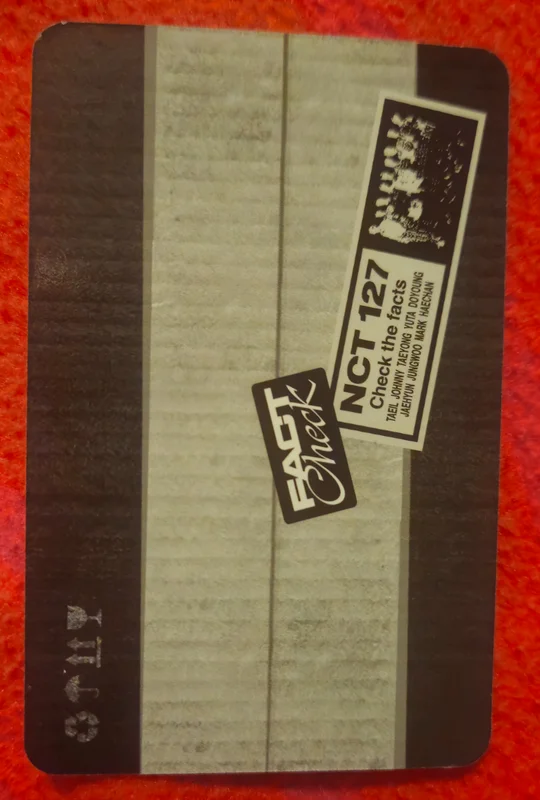 NCT 127
Check the facts
TAEIL JOHNNY TAEYONG YUTA DOYOUNG
JAEHYUN JUNGWOO MARK HAECHAN
FACT
Check